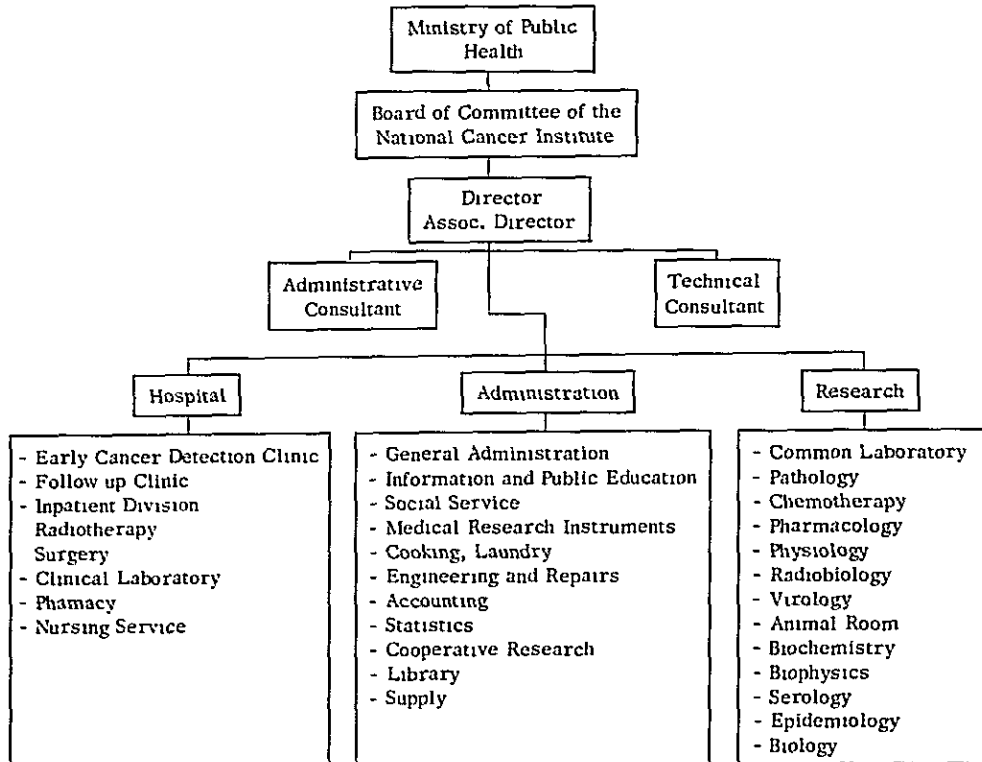 Ministry of Public
Health
Board of Committee of the
National Cancer Institute
Director
Assoc. Director
Administrative
Consultant
Technical
Consultant
Hospital
Administration
Research
- Early Cancer Detection Clinic
- Follow up Clinic
- Inpatient Division
Radiotherapy
Surgery
- Clinical Laboratory
- Phamacy
- Nursing Service
- General Administration
- Information and Public Education
- Social Service
- Medical Research Instruments
- Cooking, Laundry
- Engineering and Repairs
- Accounting
- Statistics
- Cooperative Research
- Library
- Supply
- Common Laboratory
- Pathology
- Chemotherapy
- Pharmacology
- Physiology
- Radiobiology
- Virology
- Animal Room
- Biochemistry
- Biophysics
- Serology
- Epidemiology
- Biology